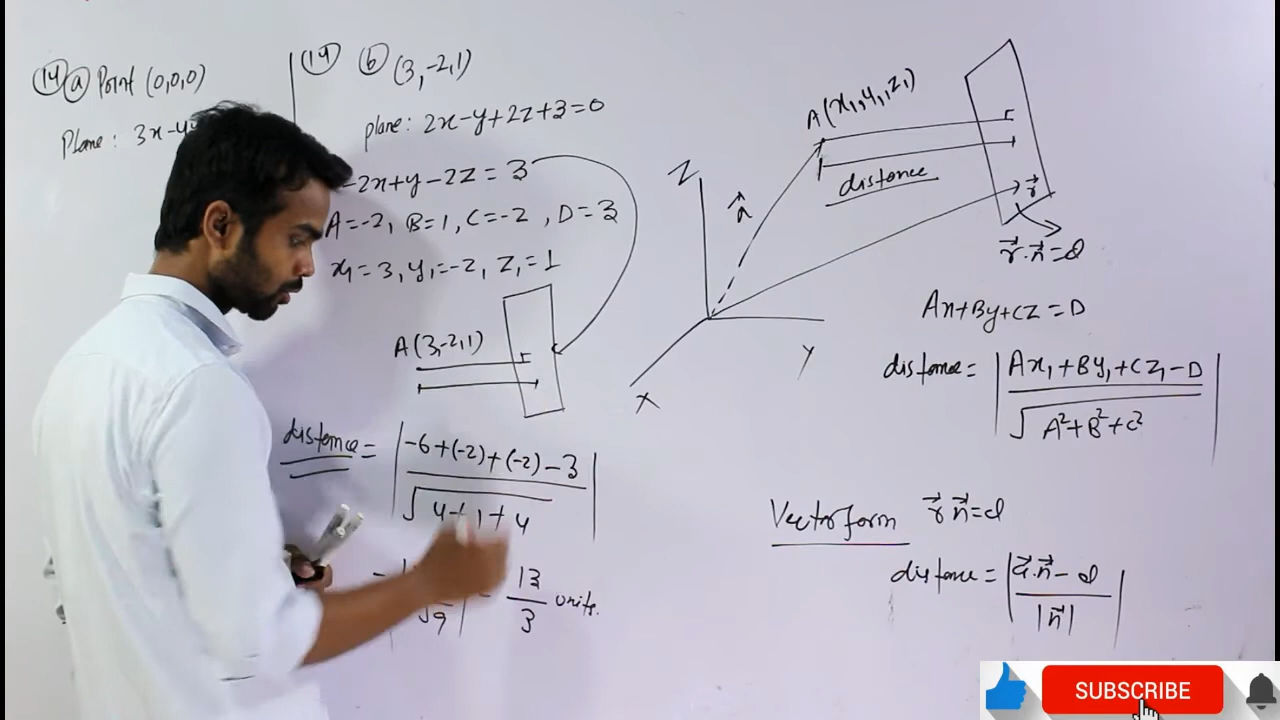 14 a Point (0,0,0)
Plane: 3x-4y
14 b (3,-2,1)
plane: 2x-y+2z+3=0
-2x+y-2z=3
A=-2, B=1, C=-2, D=3
x₁=3, y₁=-2, z₁=1
A(3,-2,1)
distance = |-6+(-2)+(-2)-3 / √4+1+4|
√9 = 13/3 units.
A(x₁,y₁,z₁)
distance
Z
a⃗
r⃗
r⃗.n⃗=d
Y
X
Ax+By+Cz=D
distance = |Ax₁+By₁+Cz₁-D / √A²+B²+C²|
Vector form r⃗.n⃗=d
distance = |a⃗.n⃗-d / |n⃗||
SUBSCRIBE